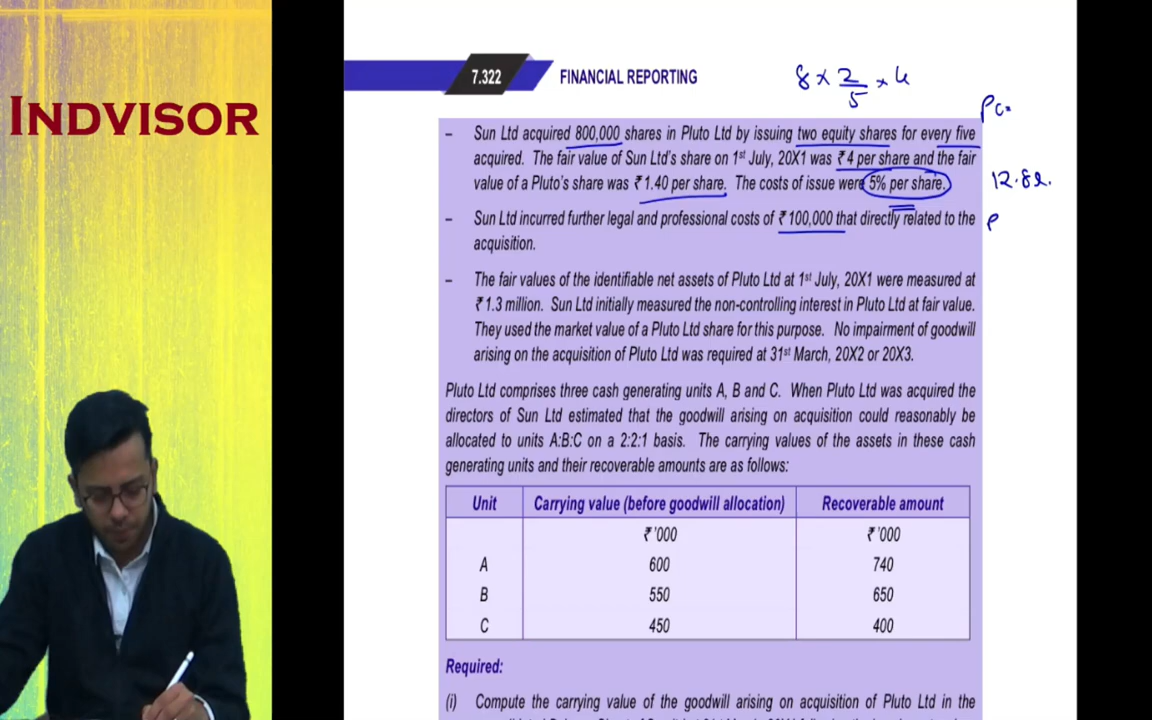 INDVISOR
7.322 FINANCIAL REPORTING
8 × 2/5 × 4
– Sun Ltd acquired 800,000 shares in Pluto Ltd by issuing two equity shares for every five
acquired. The fair value of Sun Ltd's share on 1st July, 20X1 was ₹ 4 per share and the fair
value of a Pluto's share was ₹ 1.40 per share. The costs of issue were 5% per share.
12.8L
– Sun Ltd incurred further legal and professional costs of ₹ 100,000 that directly related to the
acquisition.
– The fair values of the identifiable net assets of Pluto Ltd at 1st July, 20X1 were measured at
₹ 1.3 million. Sun Ltd initially measured the non-controlling interest in Pluto Ltd at fair value.
They used the market value of a Pluto Ltd share for this purpose. No impairment of goodwill
arising on the acquisition of Pluto Ltd was required at 31st March, 20X2 or 20X3.
Pluto Ltd comprises three cash generating units A, B and C. When Pluto Ltd was acquired the
directors of Sun Ltd estimated that the goodwill arising on acquisition could reasonably be
allocated to units A:B:C on a 2:2:1 basis. The carrying values of the assets in these cash
generating units and their recoverable amounts are as follows:
Unit Carrying value (before goodwill allocation) Recoverable amount
₹ '000 ₹ '000
A 600 740
B 550 650
C 450 400
Required:
(i) Compute the carrying value of the goodwill arising on acquisition of Pluto Ltd in the